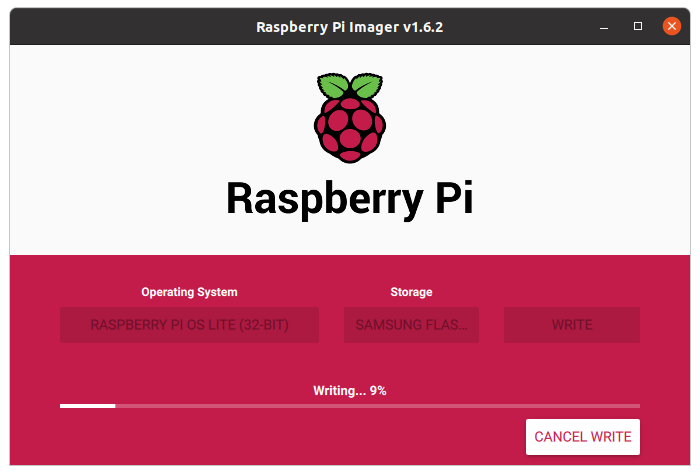 Raspberry Pi Imager v1.6.2
Raspberry Pi
Operating System
Storage
RASPBERRY PI OS LITE (32-BIT)
SAMSUNG FLAS...
WRITE
Writing... 9%
CANCEL WRITE